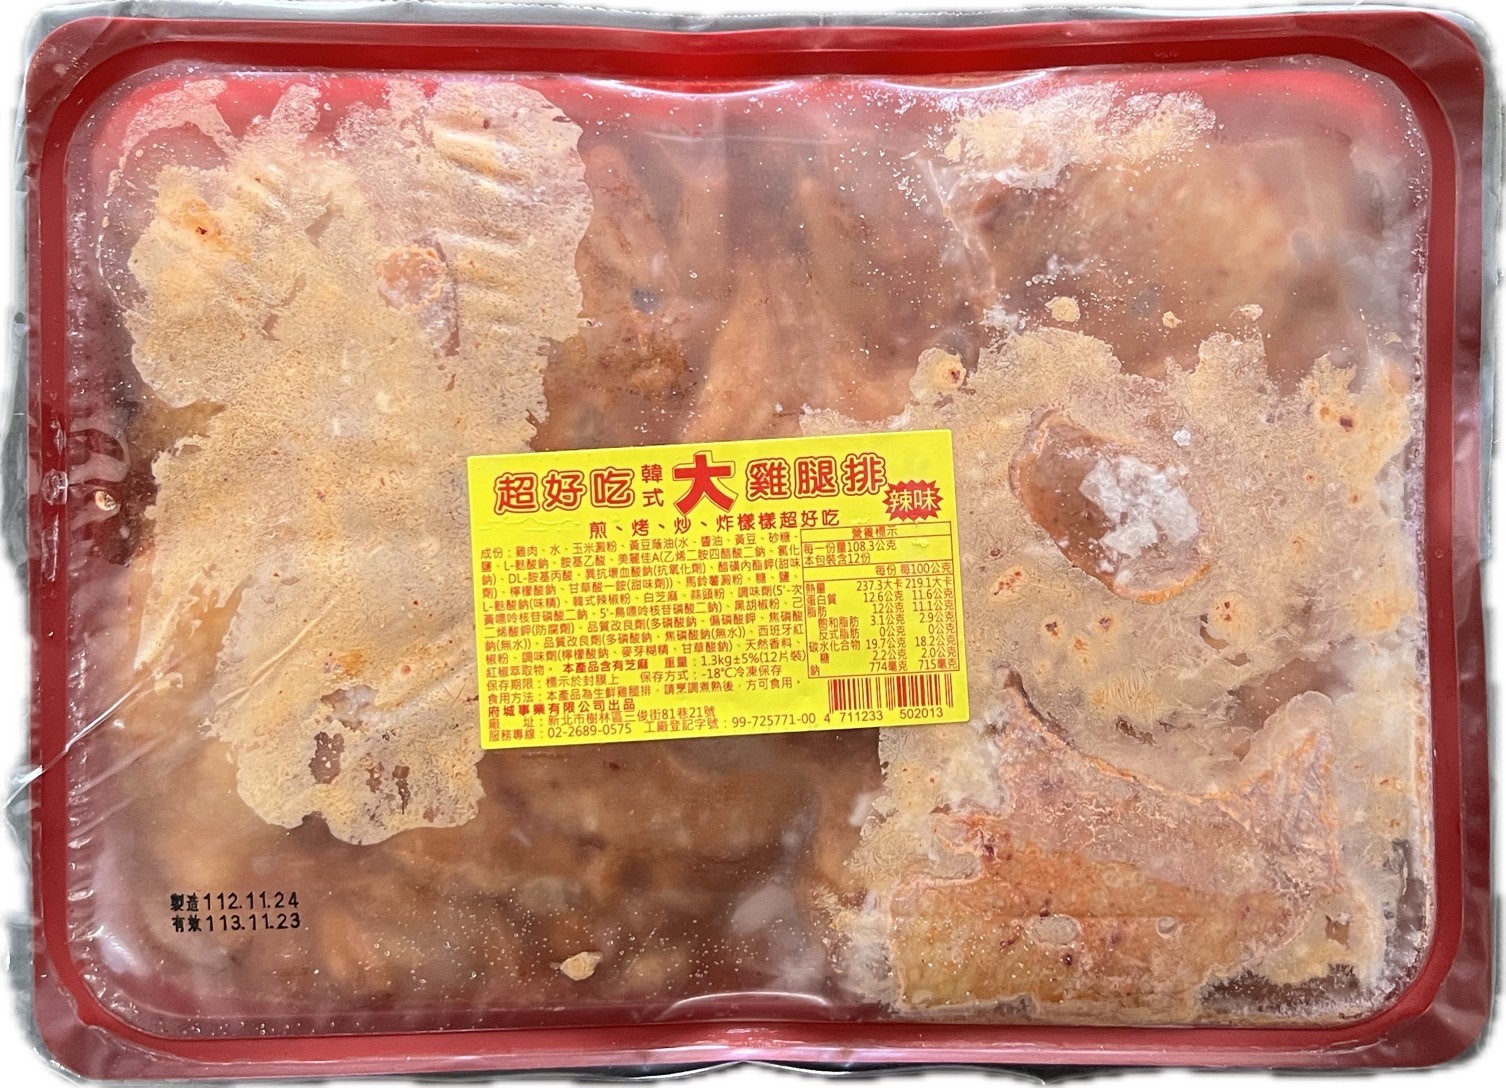 超好吃韓式大雞腿排
辣味
煎、烤、炒、炸樣樣超好吃
成份：雞肉、水、玉米澱粉、黃豆蔭油(水、醬油、黃豆、砂糖、
鹽、L-麩酸鈉、胺基乙酸、美麗佳A(乙烯二胺四醋酸二鈉、氯化
鈉)、DL-胺基丙酸、異抗壞血酸鈉(抗氧化劑)、醋磺內酯鉀(甜味
劑)、檸檬酸鈉、甘草酸一銨(甜味劑))、馬鈴薯澱粉、糖、鹽、
L-麩酸鈉(味精)、韓式辣椒粉、白芝麻、蒜頭粉、調味劑(5'-次
黃嘌呤核苷磷酸二鈉、5'-鳥嘌呤核苷磷酸二鈉)、黑胡椒粉、己
二烯酸鉀(防腐劑)、品質改良劑(多磷酸鈉、偏磷酸鉀、焦磷酸
鈉(無水))、品質改良劑(多磷酸鈉、焦磷酸鈉(無水))、西班牙紅
椒粉、調味劑(檸檬酸鈉、麥芽糊精、甘草酸鈉)、天然香料、
紅椒萃取物。本產品含有芝麻 重量：1.3kg±5%(12片裝)
保存期限：標示於封膜上 保存方式：-18℃冷凍保存
食用方法：本產品為生鮮雞腿排，請烹調煮熟後，方可食用。
府城事業有限公司出品
廠 址：新北市樹林區三俊街81巷21號
服務專線：02-2689-0575 工廠登記字號：99-725771-00
營養標示
每一份量108.3公克
本包裝含12份
每份 每100公克
熱量 237.3大卡 219.1大卡
蛋白質 12.6公克 11.6公克
脂肪 12公克 11.1公克
飽和脂肪 3.1公克 2.9公克
反式脂肪 0公克 0公克
碳水化合物 19.7公克 18.2公克
糖 2.2公克 2.0公克
鈉 774毫克 715毫克
4 711233 502013
製造112.11.24
有效113.11.23